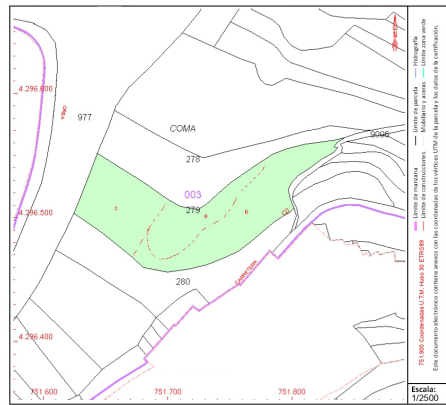 4.296.600
977
ORBA
COMA
278
9006
003
279
c
a
b
4.296.500
280
CARRETERA
4.296.400
751.600
751.700
751.800
Límite de manzana
Límite de parcela
Hidrografía
Límite de construcciones
Mobiliario y aceras
Límite zona verde
751.900 Coordenadas U.T.M. Huso 30 ETRS89
Este documento electrónico contiene anexos con las coordenadas de los vértices UTM de la parcela y los datos de la certificación.
Escala:
1/2500